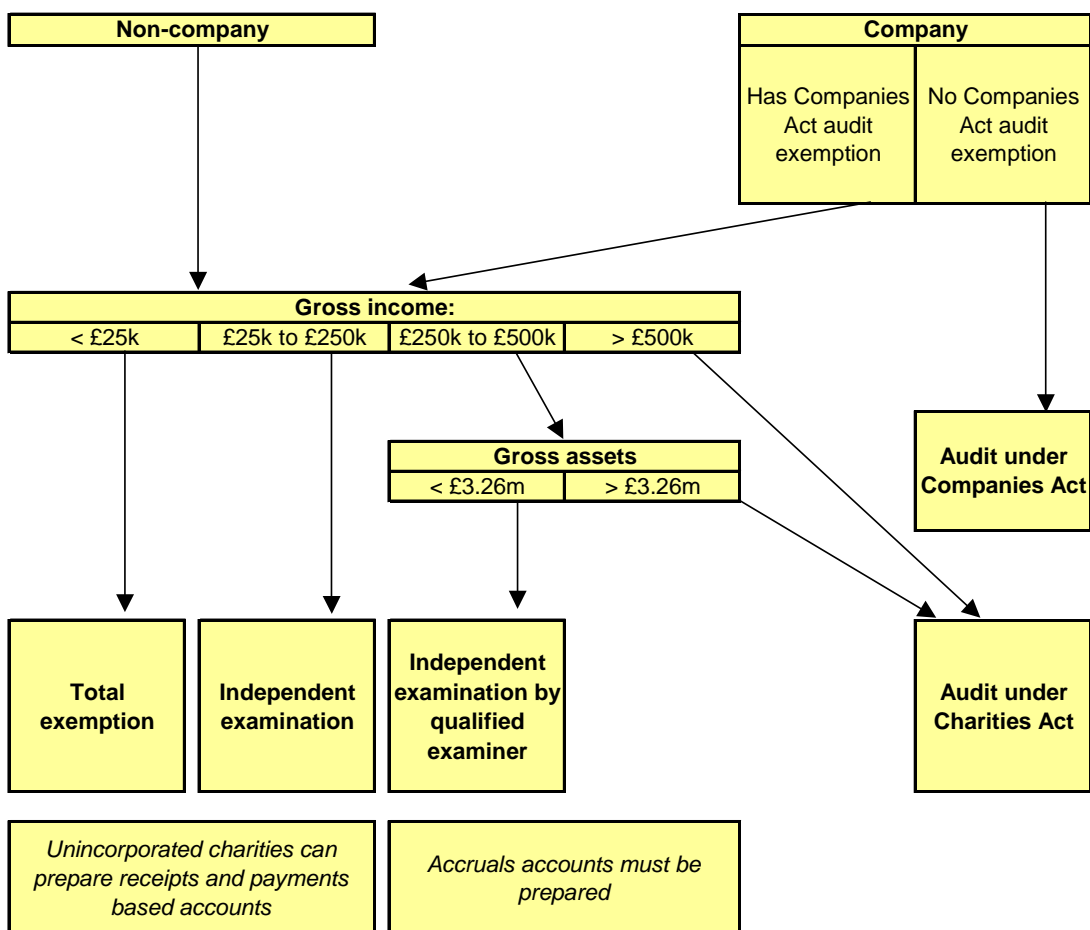 Non-company
Company
Has Companies
Act audit
exemption
No Companies
Act audit
exemption
Gross income:
< £25k
£25k to £250k
£250k to £500k
> £500k
Gross assets
< £3.26m
> £3.26m
Audit under
Companies Act
Total
exemption
Independent
examination
Independent
examination by
qualified
examiner
Audit under
Charities Act
Unincorporated charities can
prepare receipts and payments
based accounts
Accruals accounts must be
prepared